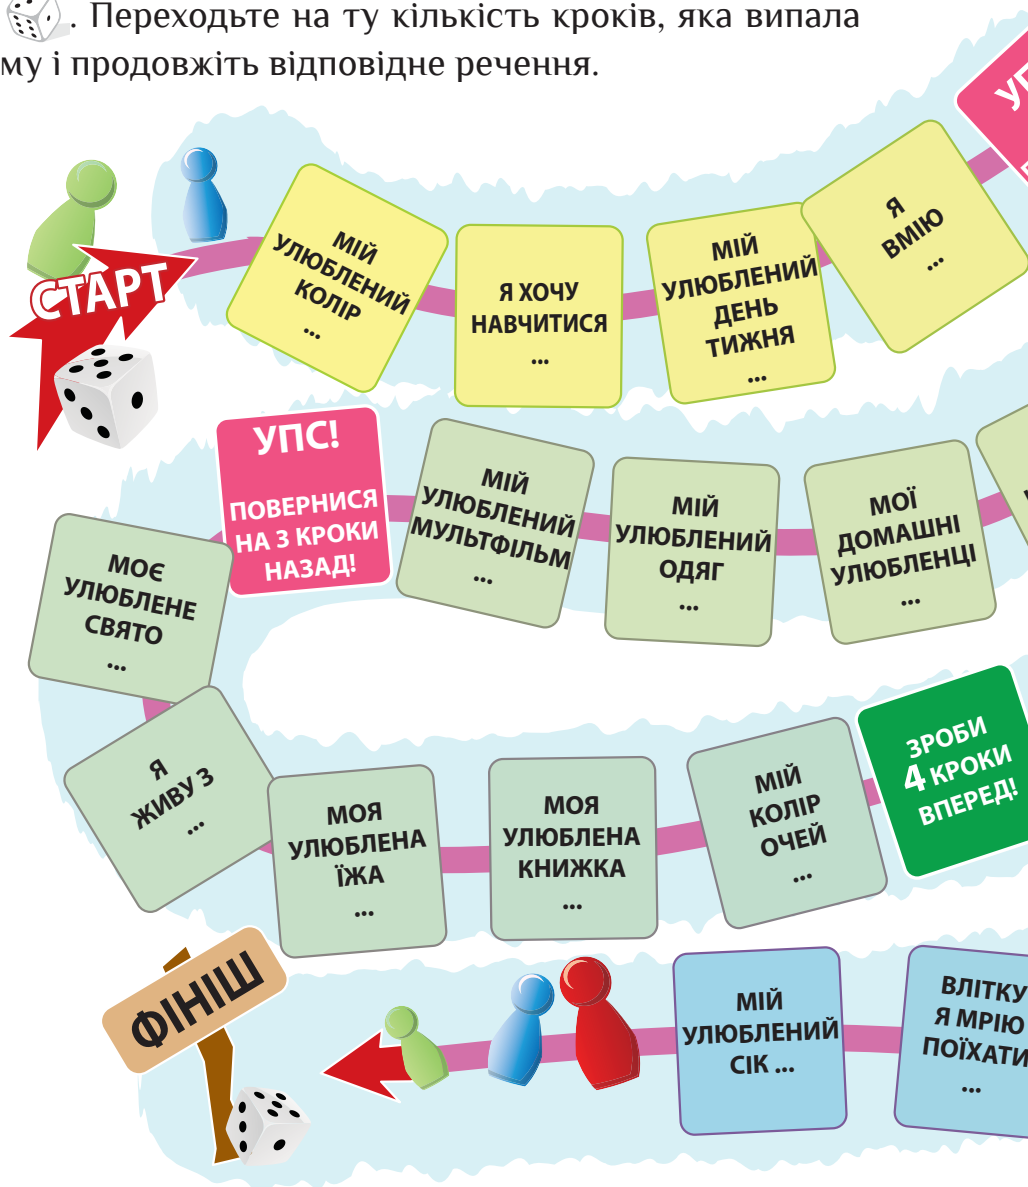 . Переходьте на ту кількість кроків, яка випала
му і продовжіть відповідне речення.
СТАРТ
МІЙ
УЛЮБЛЕНИЙ
КОЛІР
...
Я ХОЧУ
НАВЧИТИСЯ
...
МІЙ
УЛЮБЛЕНИЙ
ДЕНЬ
ТИЖНЯ
...
Я
ВМІЮ
...
МОЇ
ДОМАШНІ
УЛЮБЛЕНЦІ
...
МІЙ
УЛЮБЛЕНИЙ
ОДЯГ
...
МІЙ
УЛЮБЛЕНИЙ
МУЛЬТФІЛЬМ
...
УПС!
ПОВЕРНИСЯ
НА 3 КРОКИ
НАЗАД!
МОЄ
УЛЮБЛЕНЕ
СВЯТО
...
Я
ЖИВУ З
...
МОЯ
УЛЮБЛЕНА
ЇЖА
...
МОЯ
УЛЮБЛЕНА
КНИЖКА
...
МІЙ
КОЛІР
ОЧЕЙ
...
ЗРОБИ
4 КРОКИ
ВПЕРЕД!
ВЛІТКУ
Я МРІЮ
ПОЇХАТИ
...
МІЙ
УЛЮБЛЕНИЙ
СІК ...
ФІНІШ